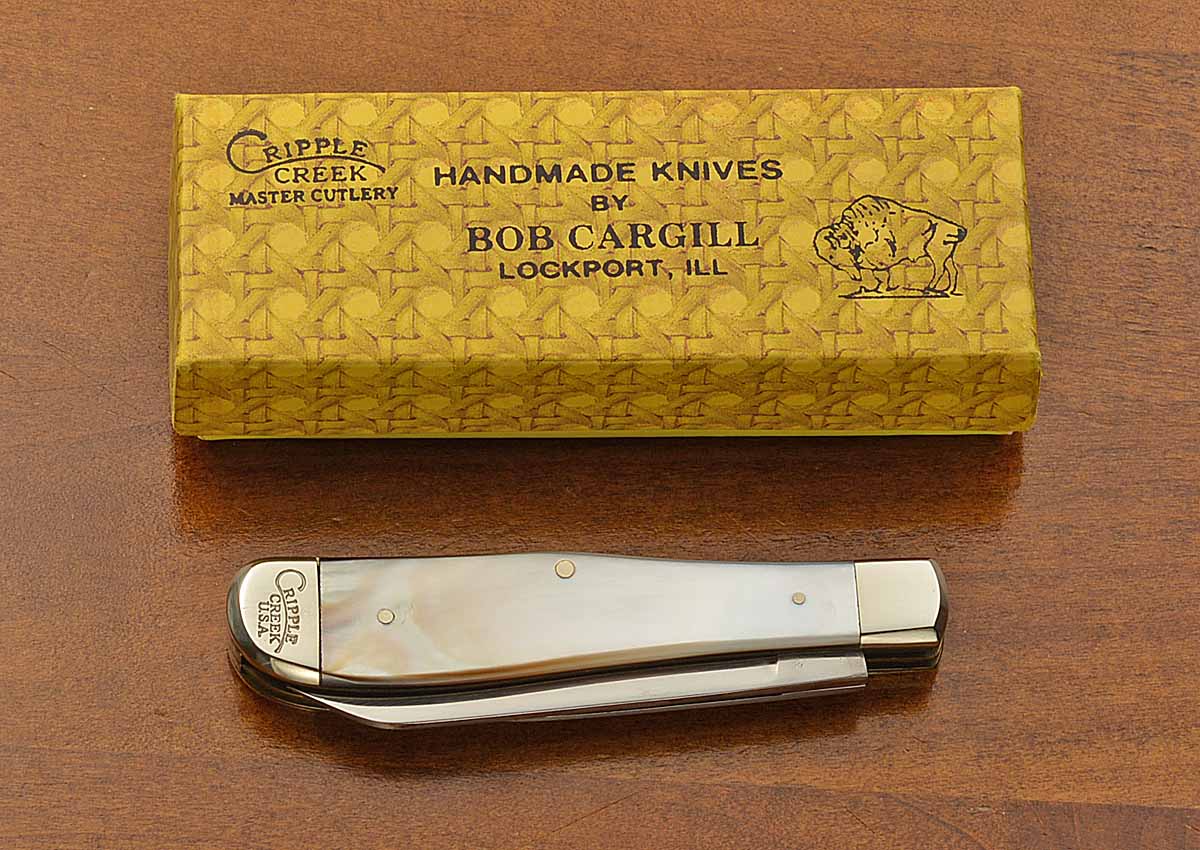 CRIPPLE
CREEK
MASTER CUTLERY
HANDMADE KNIVES
BY
BOB CARGILL
LOCKPORT, ILL
CRIPPLE
CREEK
U.S.A.